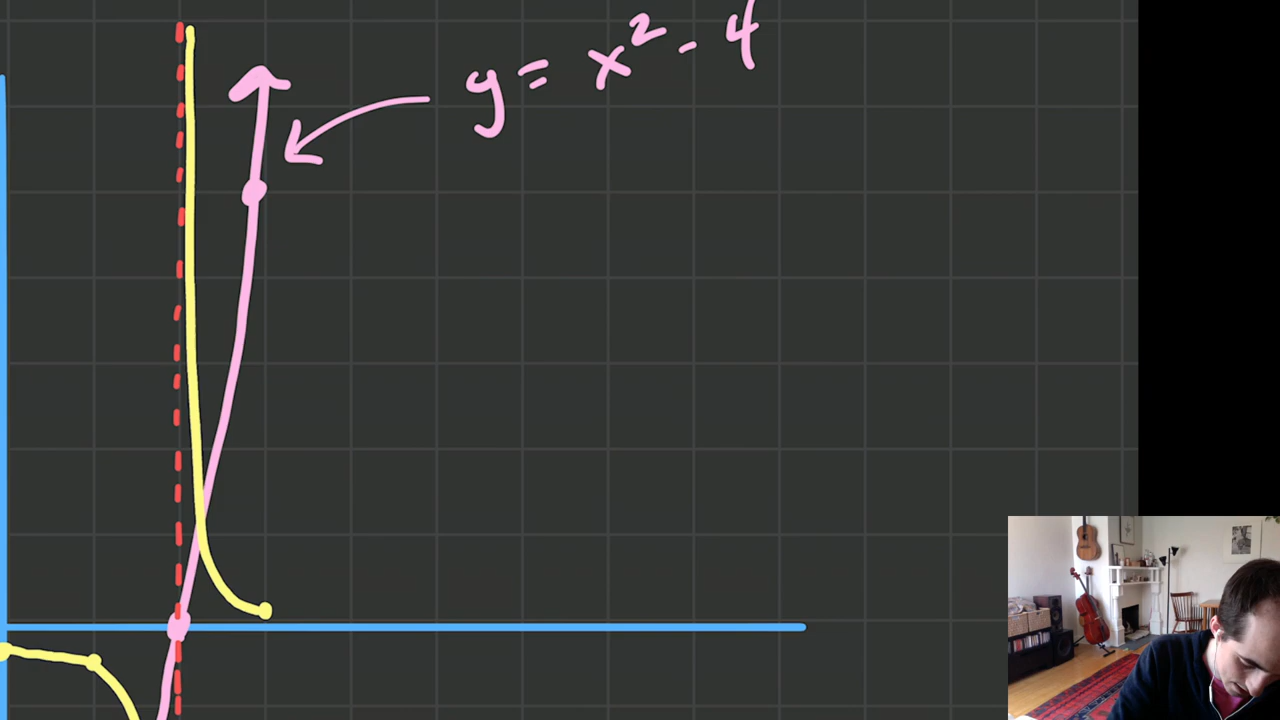 y = x² - 4